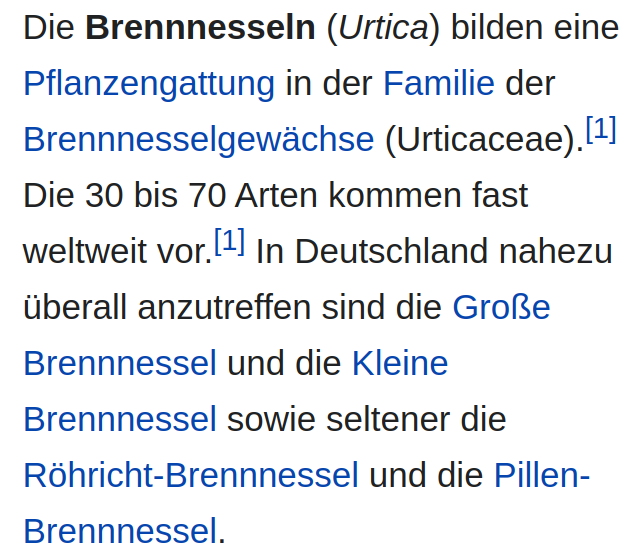 Die Brennnesseln (Urtica) bilden eine
Pflanzengattung in der Familie der
Brennnesselgewächse (Urticaceae).[1]
Die 30 bis 70 Arten kommen fast
weltweit vor.[1] In Deutschland nahezu
überall anzutreffen sind die Große
Brennnessel und die Kleine
Brennnessel sowie seltener die
Röhricht-Brennnessel und die Pillen-
Brennnessel.